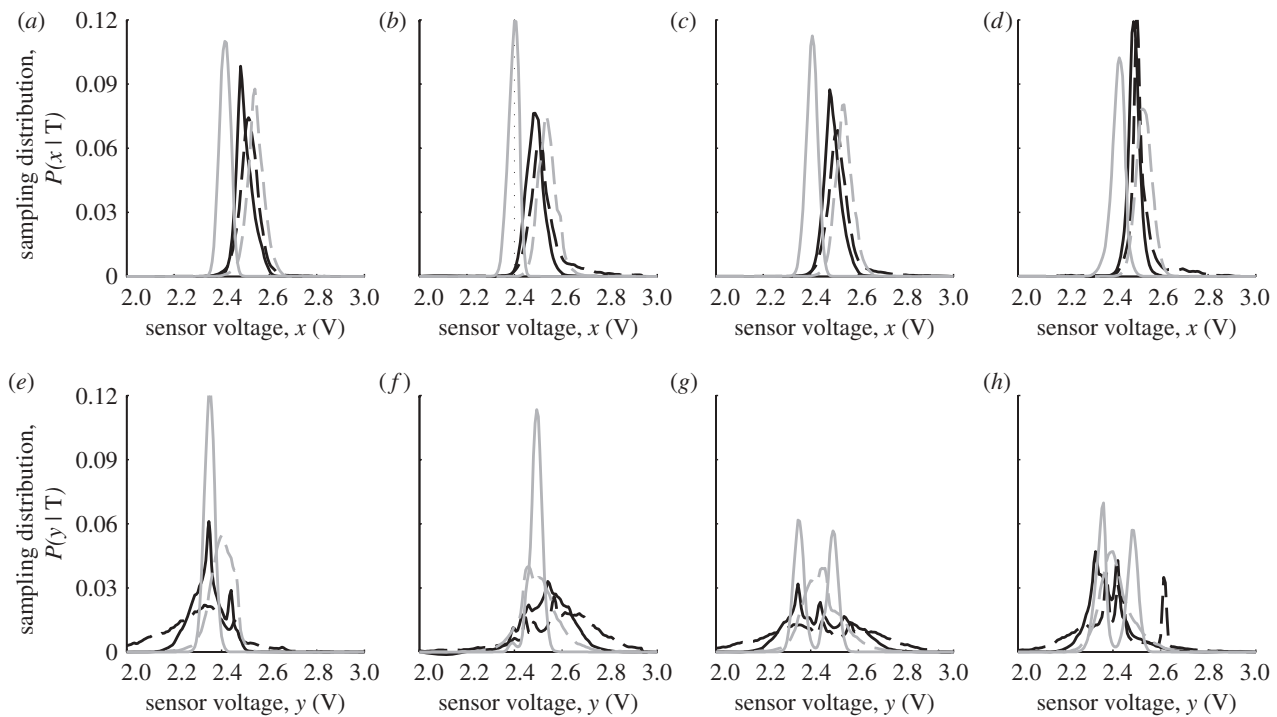 (a) (b) (c) (d)
sampling distribution,
P(x | T)
0.12
0.09
0.06
0.03
0
2.0 2.2 2.4 2.6 2.8 3.0 2.0 2.2 2.4 2.6 2.8 3.0 2.0 2.2 2.4 2.6 2.8 3.0 2.0 2.2 2.4 2.6 2.8 3.0
sensor voltage, x (V) sensor voltage, x (V) sensor voltage, x (V) sensor voltage, x (V)
(e) (f) (g) (h)
sampling distribution,
P(y | T)
0.12
0.09
0.06
0.03
0
2.0 2.2 2.4 2.6 2.8 3.0 2.0 2.2 2.4 2.6 2.8 3.0 2.0 2.2 2.4 2.6 2.8 3.0 2.0 2.2 2.4 2.6 2.8 3.0
sensor voltage, y (V) sensor voltage, y (V) sensor voltage, y (V) sensor voltage, y (V)